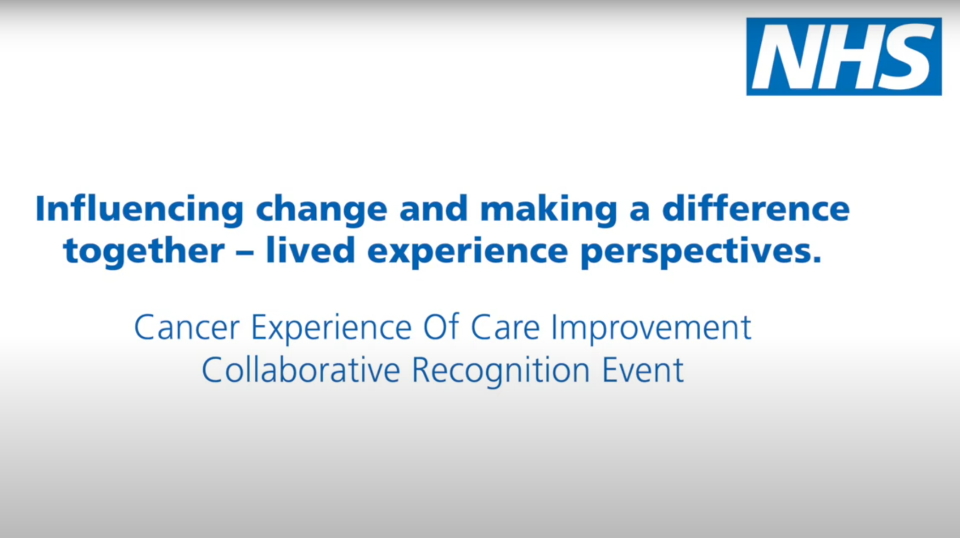 NHS
Influencing change and making a difference
together – lived experience perspectives.
Cancer Experience Of Care Improvement
Collaborative Recognition Event